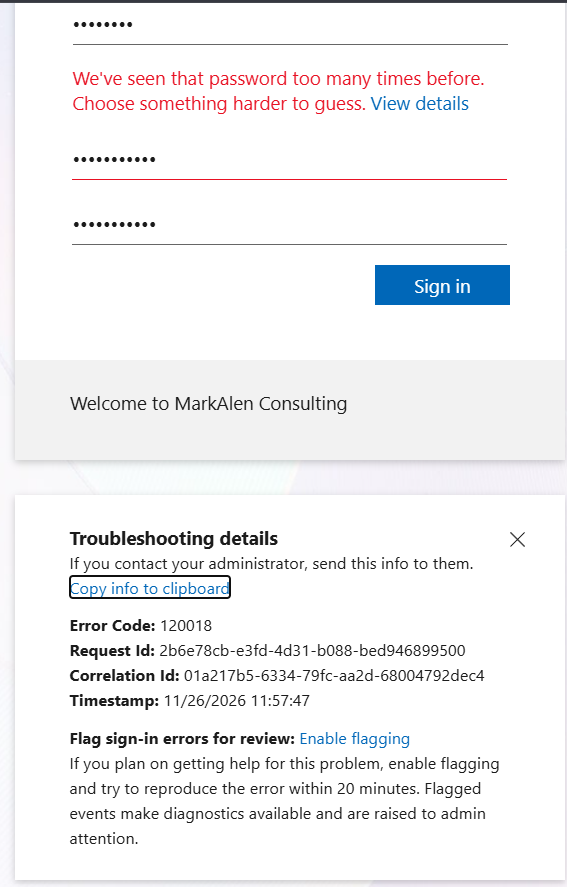 We've seen that password too many times before.
Choose something harder to guess. View details
Sign in
Welcome to MarkAlen Consulting
Troubleshooting details
If you contact your administrator, send this info to them.
Copy info to clipboard
Error Code: 120018
Request Id: 2b6e78cb-e3fd-4d31-b088-bed946899500
Correlation Id: 01a217b5-6334-79fc-aa2d-68004792dec4
Timestamp: 11/26/2026 11:57:47
Flag sign-in errors for review: Enable flagging
If you plan on getting help for this problem, enable flagging
and try to reproduce the error within 20 minutes. Flagged
events make diagnostics available and are raised to admin
attention.